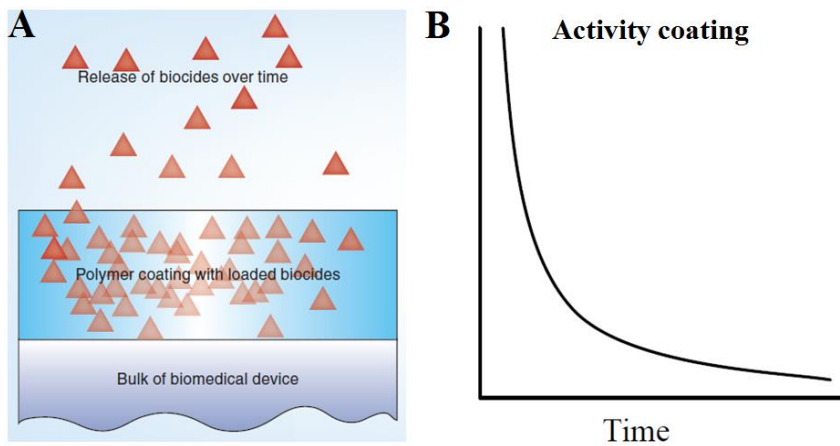 A
Release of biocides over time
Polymer coating with loaded biocides
Bulk of biomedical device
B
Activity coating
Time